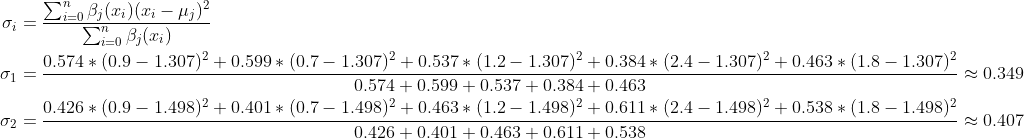 σ_i = \frac{\sum_{i=0}^{n} β_j(x_i)(x_i − μ_j)^2}{\sum_{i=0}^{n} β_j(x_i)}
σ_1 = \frac{0.574 ∗ (0.9 − 1.307)^2 + 0.599 ∗ (0.7 − 1.307)^2 + 0.537 ∗ (1.2 − 1.307)^2 + 0.384 ∗ (2.4 − 1.307)^2 + 0.463 ∗ (1.8 − 1.307)^2}{0.574 + 0.599 + 0.537 + 0.384 + 0.463} ≈ 0.349
σ_2 = \frac{0.426 ∗ (0.9 − 1.498)^2 + 0.401 ∗ (0.7 − 1.498)^2 + 0.463 ∗ (1.2 − 1.498)^2 + 0.611 ∗ (2.4 − 1.498)^2 + 0.538 ∗ (1.8 − 1.498)^2}{0.426 + 0.401 + 0.463 + 0.611 + 0.538} ≈ 0.407